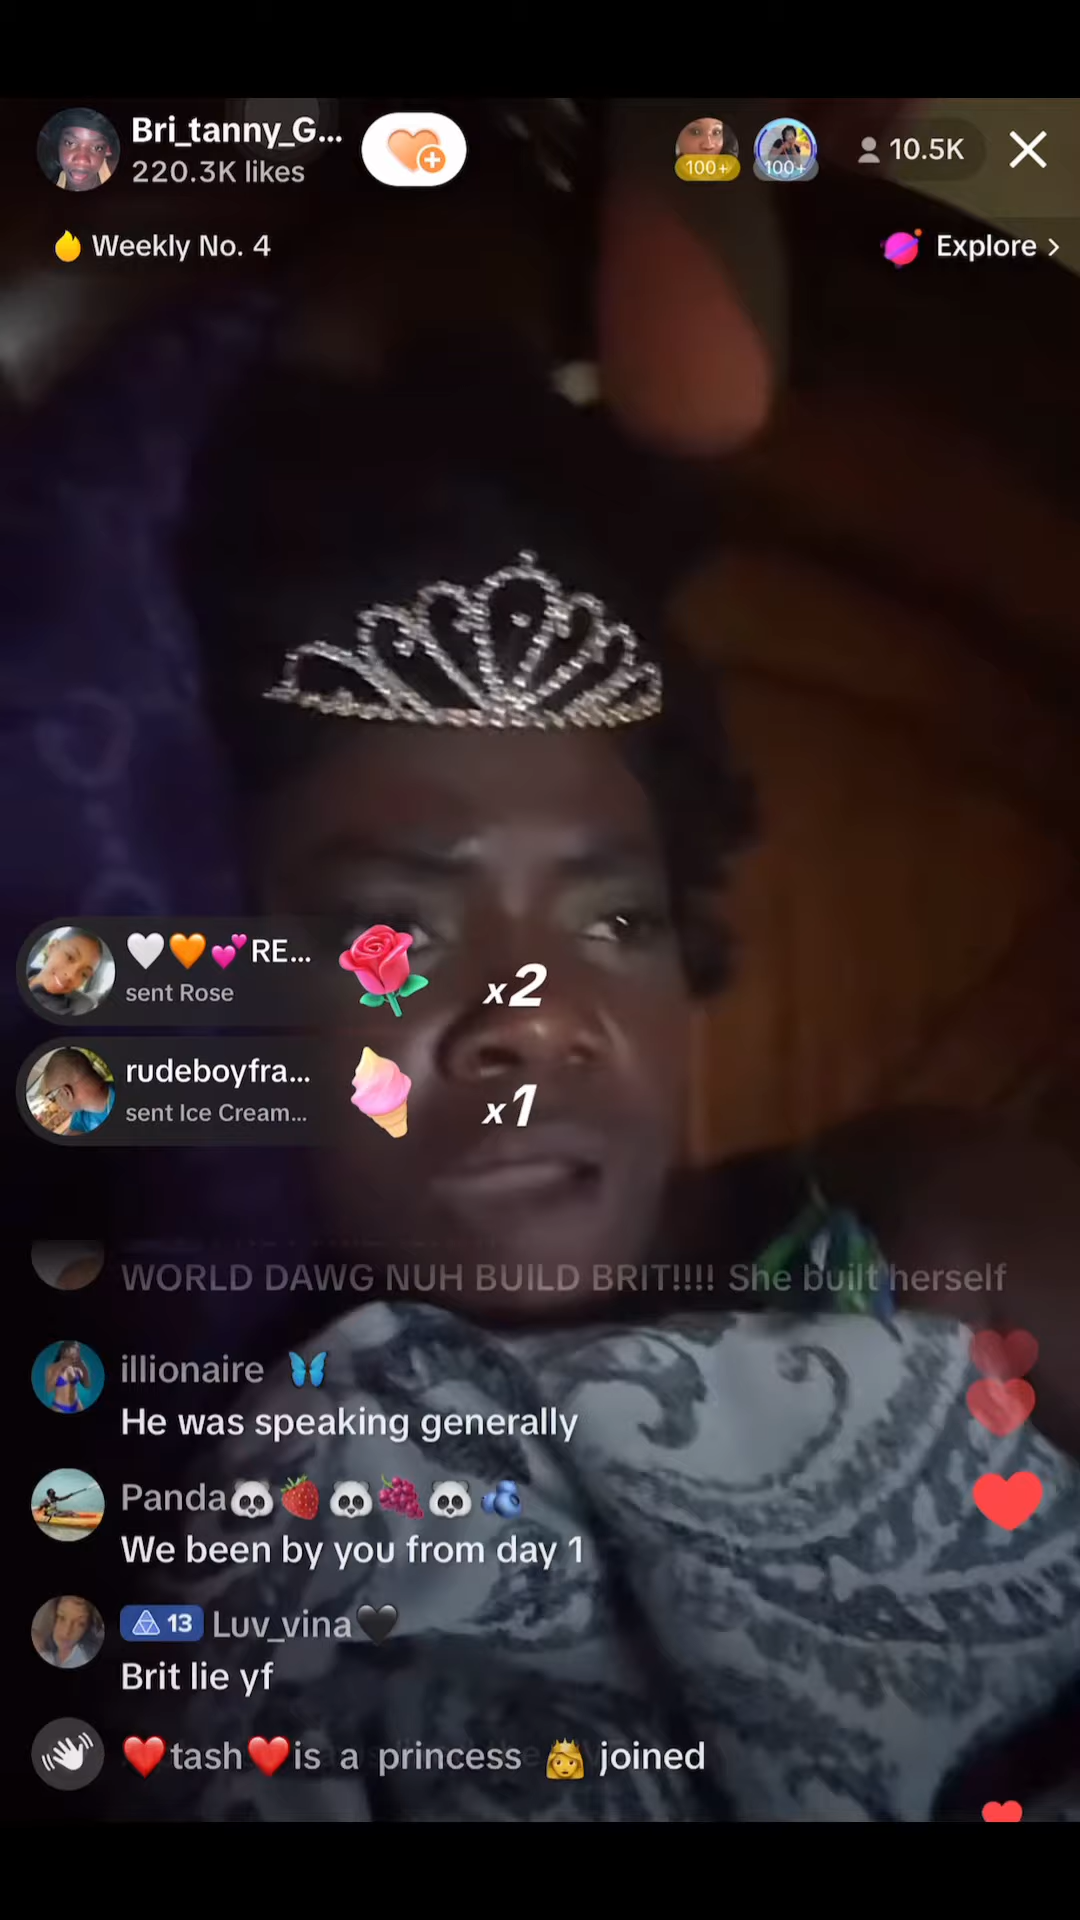 Bri_tanny_G...
220.3K likes
100+
100+
10.5K
Weekly No. 4
Explore >
🤍🧡💕RE...
sent Rose
x2
rudeboyfra...
sent Ice Cream...
x1
WORLD DAWG NUH BUILD BRIT!!!! She built herself
illionaire 🦋
He was speaking generally
Panda🐼🍓🐼🍇🐼🫐
We been by you from day 1
13 Luv_vina🖤
Brit lie yf
❤️tash❤️is a princess 👸 joined